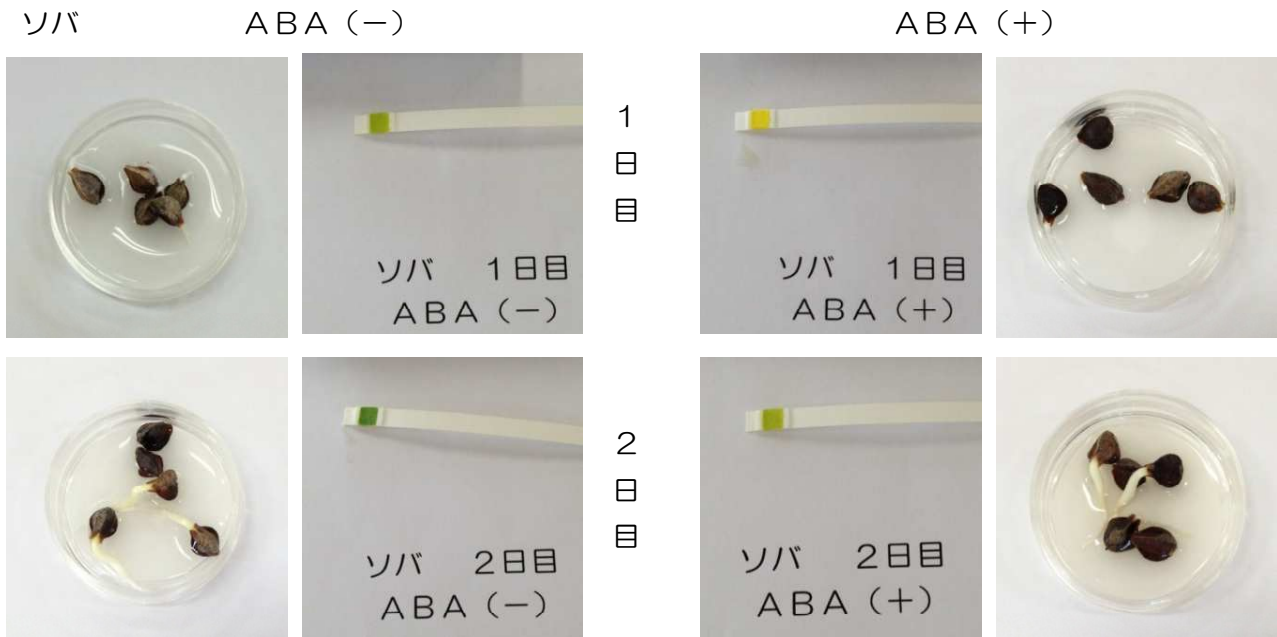 ソバ　ＡＢＡ（－）　ＡＢＡ（＋）
１日目
ソバ　１日目
ＡＢＡ（－）
ソバ　１日目
ＡＢＡ（＋）
２日目
ソバ　２日目
ＡＢＡ（－）
ソバ　２日目
ＡＢＡ（＋）